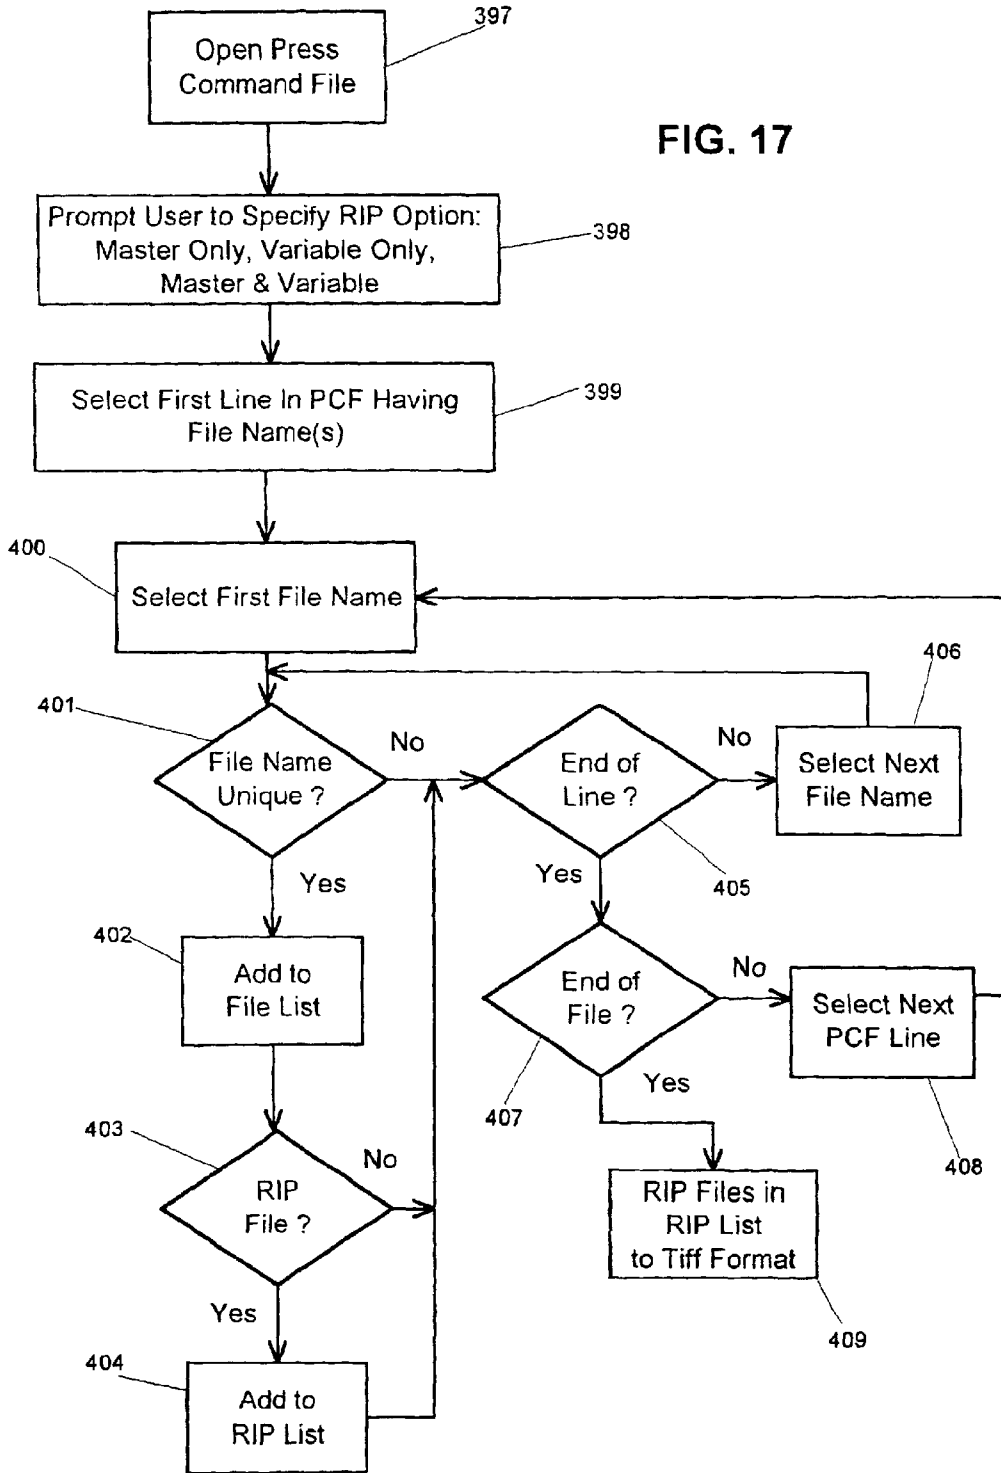 397
Open Press
Command File
FIG. 17
Prompt User to Specify RIP Option:
Master Only, Variable Only,
Master & Variable
398
Select First Line In PCF Having
File Name(s)
399
400
Select First File Name
406
401
File Name
Unique ?
No
End of
Line ?
No
Select Next
File Name
Yes
Yes
405
402
Add to
File List
End of
File ?
No
Select Next
PCF Line
403
RIP
File ?
No
407
Yes
408
RIP Files in
RIP List
to Tiff Format
Yes
409
404
Add to
RIP List